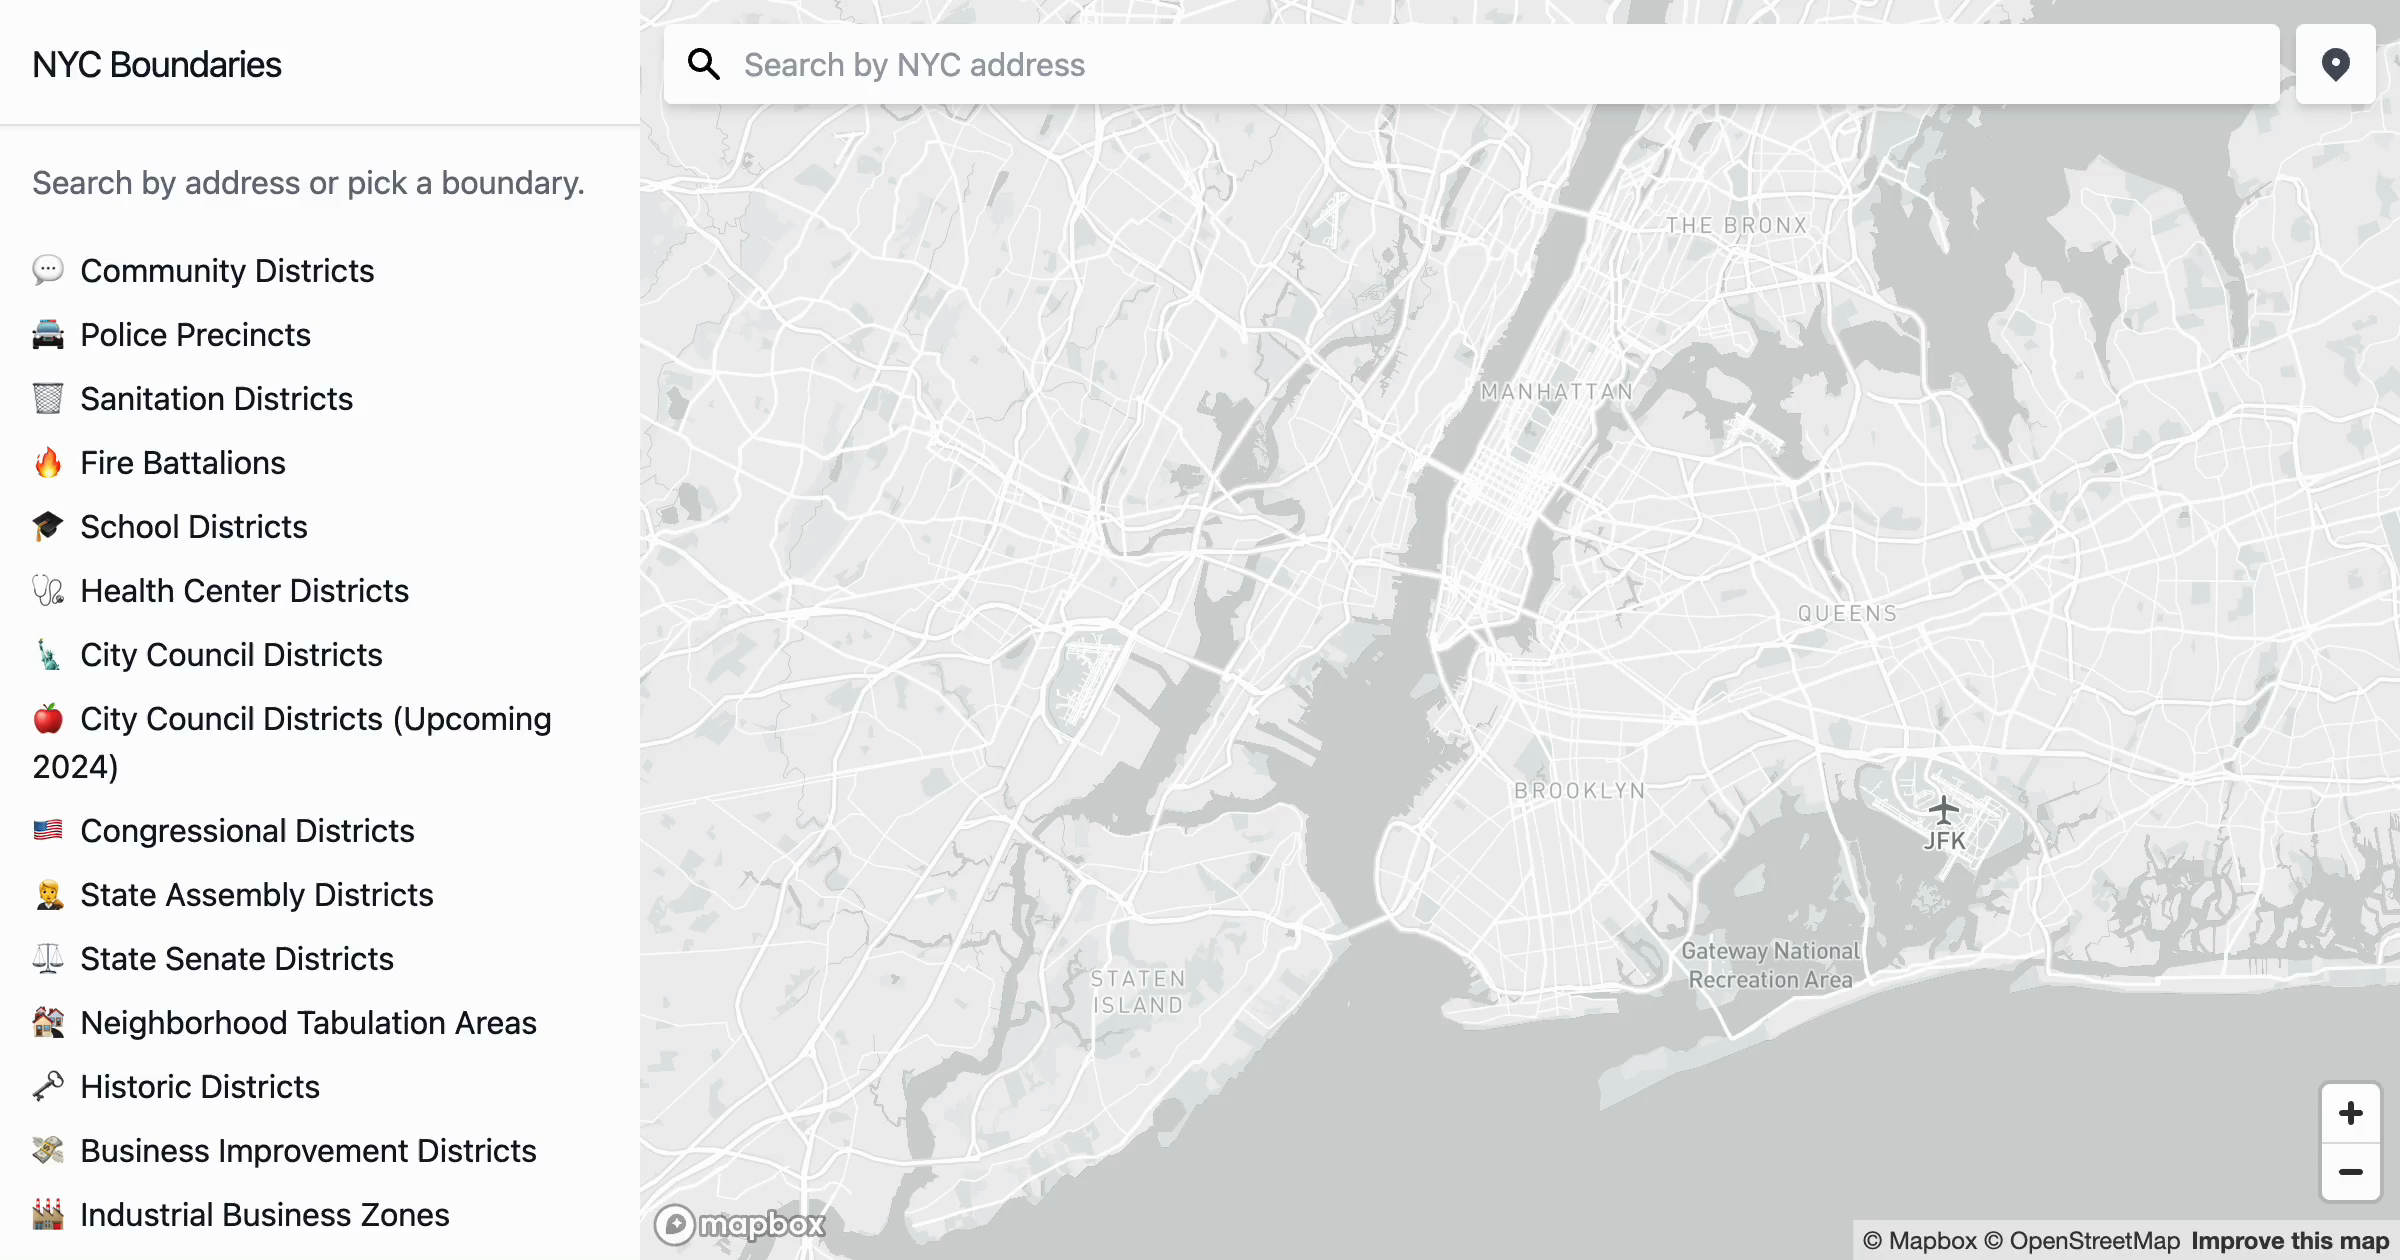 NYC Boundaries
Search by address or pick a boundary.
Community Districts
Police Precincts
Sanitation Districts
Fire Battalions
School Districts
Health Center Districts
City Council Districts
City Council Districts (Upcoming
2024)
Congressional Districts
State Assembly Districts
State Senate Districts
Neighborhood Tabulation Areas
Historic Districts
Business Improvement Districts
Industrial Business Zones
Search by NYC address
THE BRONX
MANHATTAN
QUEENS
BROOKLYN
JFK
Gateway National
Recreation Area
STATEN
ISLAND
+
−
mapbox
© Mapbox © OpenStreetMap Improve this map